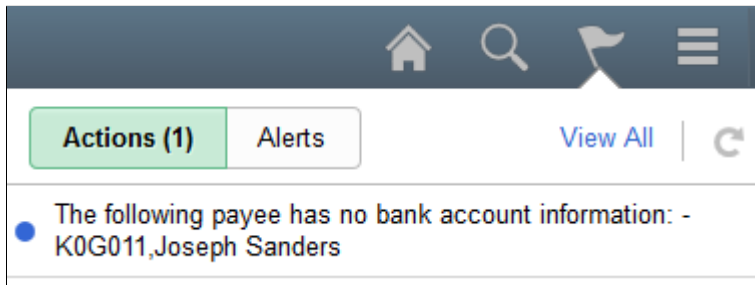 Actions (1) Alerts View All
The following payee has no bank account information: -
K0G011,Joseph Sanders